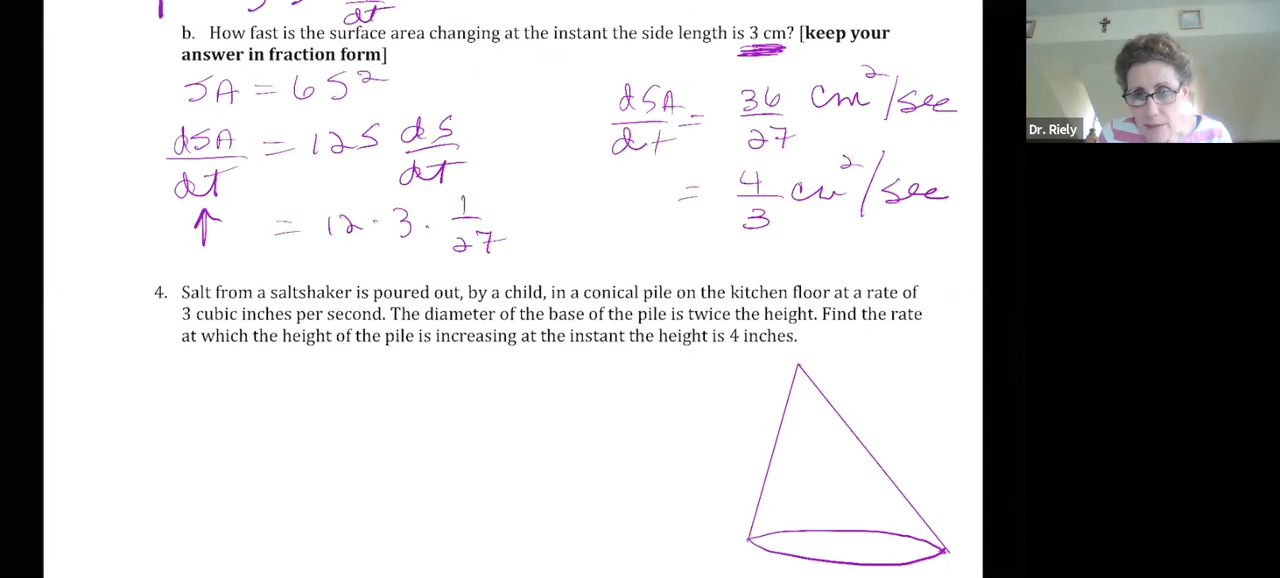 dt
b. How fast is the surface area changing at the instant the side length is 3 cm? [keep your
answer in fraction form]
SA = 6S²
dSA/dt = 12S dS/dt
↑ = 12 · 3 · 1/27
dSA/dt = 36/27 cm²/sec
= 4/3 cm²/sec
4. Salt from a saltshaker is poured out, by a child, in a conical pile on the kitchen floor at a rate of
3 cubic inches per second. The diameter of the base of the pile is twice the height. Find the rate
at which the height of the pile is increasing at the instant the height is 4 inches.
Dr. Riely